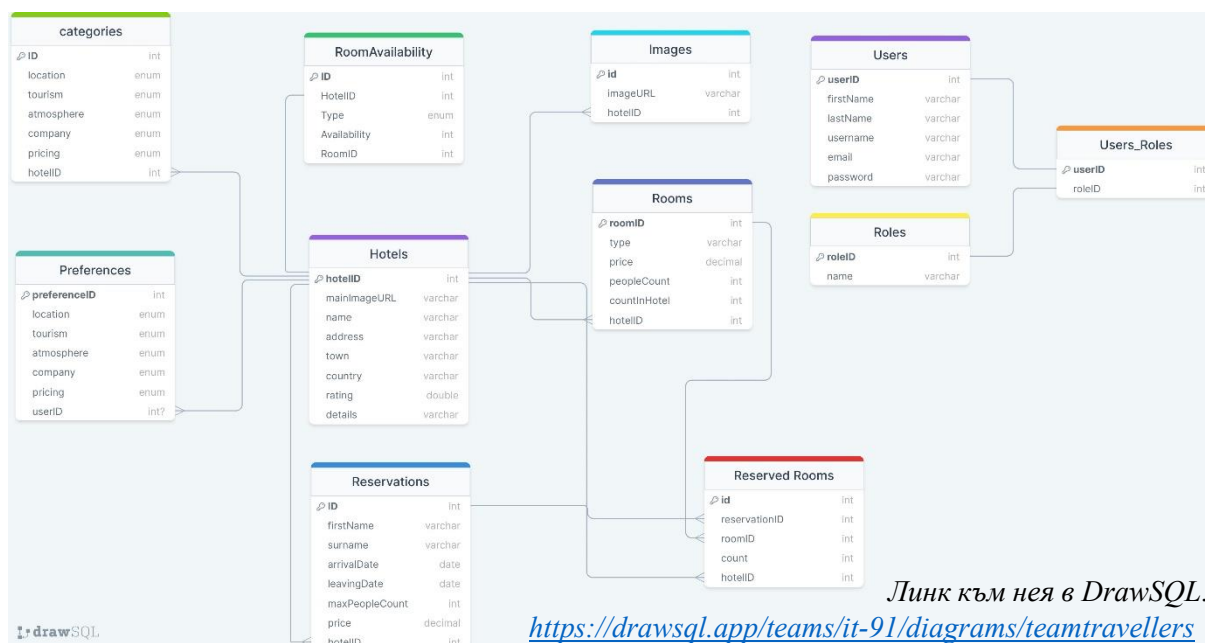 categories
ID int
location enum
tourism enum
atmosphere enum
company enum
pricing enum
hotelID int
RoomAvailability
ID int
HotelID int
Type enum
Availability int
RoomID int
Images
id int
imageURL varchar
hotelID int
Users
userID int
firstName varchar
lastName varchar
username varchar
email varchar
password varchar
Users_Roles
userID int
roleID int
Rooms
roomID int
type varchar
price decimal
peopleCount int
countInHotel int
hotelID int
Roles
roleID int
name varchar
Preferences
preferenceID int
location enum
tourism enum
atmosphere enum
company enum
pricing enum
userID int?
Hotels
hotelID int
mainImageURL varchar
name varchar
address varchar
town varchar
country varchar
rating double
details varchar
Reservations
ID int
firstName varchar
surname varchar
arrivalDate date
leavingDate date
maxPeopleCount int
price decimal
hotelID int
Reserved Rooms
id int
reservationID int
roomID int
count int
hotelID int
drawSQL
Линк към нея в DrawSQL:
https://drawsql.app/teams/it-91/diagrams/teamtravellers